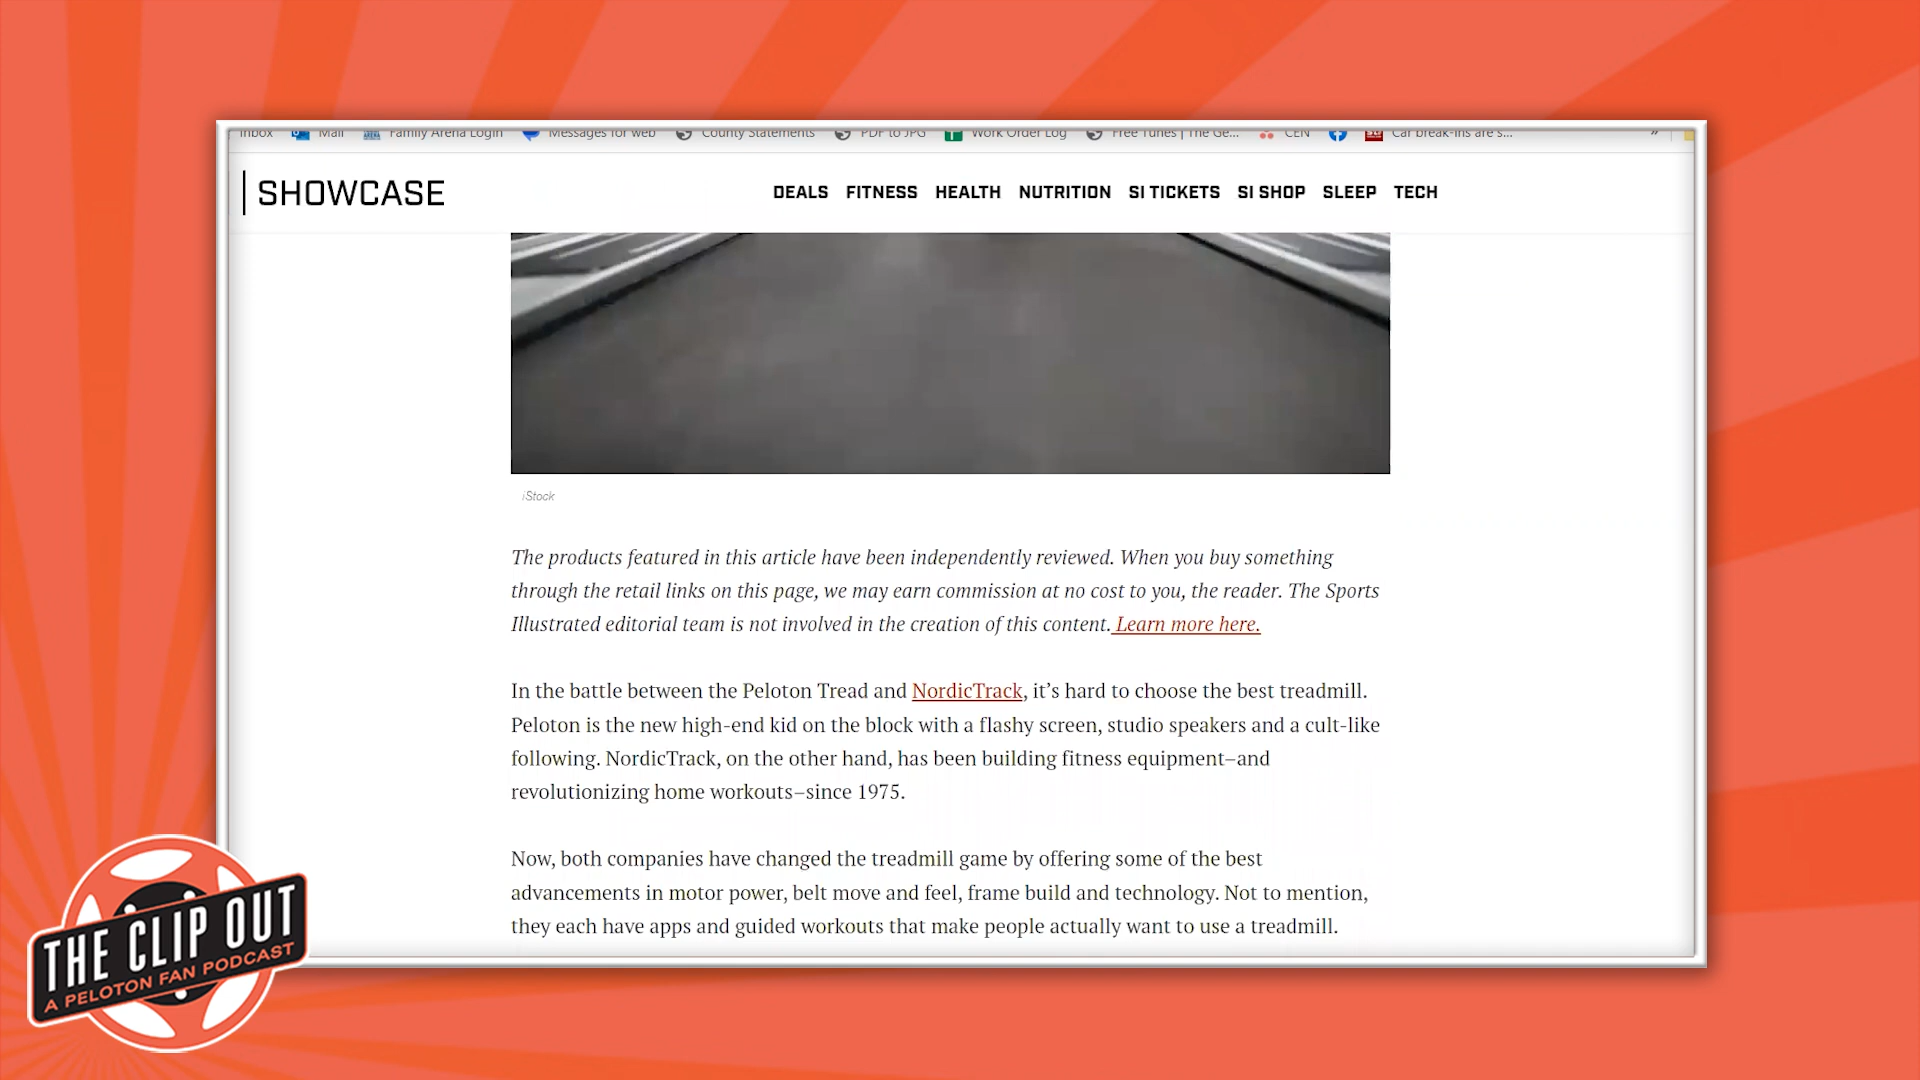 Inbox Mail Family Arena Login Messages for web County Statements PDF to JPG Work Order Log Free Tunes | The Ge... CEN Car break-ins are s... »
SHOWCASE
DEALS FITNESS HEALTH NUTRITION SI TICKETS SI SHOP SLEEP TECH
iStock
The products featured in this article have been independently reviewed. When you buy something
through the retail links on this page, we may earn commission at no cost to you, the reader. The Sports
Illustrated editorial team is not involved in the creation of this content. Learn more here.
In the battle between the Peloton Tread and NordicTrack, it’s hard to choose the best treadmill.
Peloton is the new high-end kid on the block with a flashy screen, studio speakers and a cult-like
following. NordicTrack, on the other hand, has been building fitness equipment–and
revolutionizing home workouts–since 1975.
Now, both companies have changed the treadmill game by offering some of the best
advancements in motor power, belt move and feel, frame build and technology. Not to mention,
they each have apps and guided workouts that make people actually want to use a treadmill.
THE CLIP OUT
A PELOTON FAN PODCAST